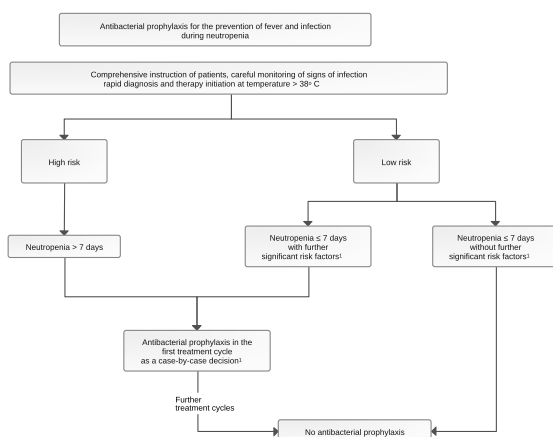 Antibacterial prophylaxis for the prevention of fever and infection
during neutropenia
Comprehensive instruction of patients, careful monitoring of signs of infection
rapid diagnosis and therapy initiation at temperature > 38º C
High risk
Low risk
Neutropenia > 7 days
Neutropenia ≤ 7 days
with further
significant risk factors¹
Neutropenia ≤ 7 days
without further
significant risk factors¹
Antibacterial prophylaxis in the
first treatment cycle
as a case-by-case decision¹
Further
treatment cycles
No antibacterial prophylaxis